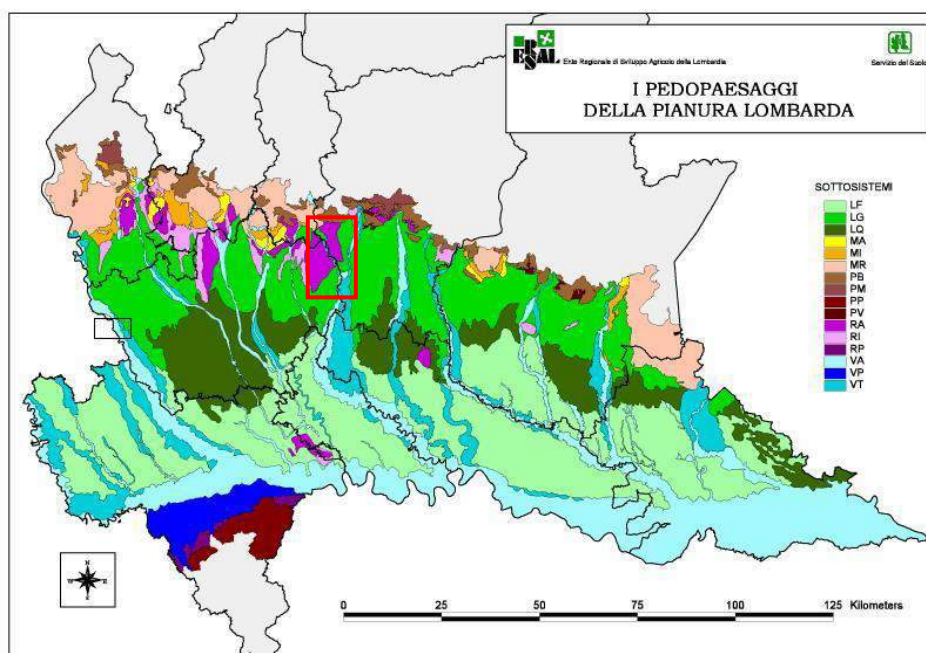 ERSAL Ente Regionale di Sviluppo Agricolo della Lombardia
Servizio del Suolo
I PEDOPAESAGGI
DELLA PIANURA LOMBARDA
SOTTOSISTEMI
LF
LG
LQ
MA
MI
MR
PB
PM
PP
PV
RA
RI
RP
VA
VP
VT
N
W E
S
0 25 50 75 100 125 Kilometers